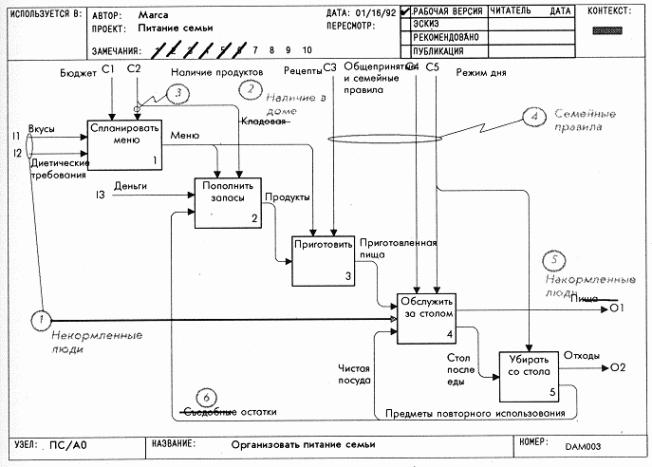 ИСПОЛЬЗУЕТСЯ В:
АВТОР: Marca
ПРОЕКТ: Питание семьи
ЗАМЕЧАНИЯ: 1 2 3 4 5 6 7 8 9 10
ДАТА: 01/16/92
ПЕРЕСМОТР:
РАБОЧАЯ ВЕРСИЯ
ЭСКИЗ
РЕКОМЕНДОВАНО
ПУБЛИКАЦИЯ
ЧИТАТЕЛЬ ДАТА
КОНТЕКСТ:
Бюджет
C1
C2
Наличие продуктов
Рецепты
C3
Общепринятые
и семейные
правила
C4
C5
Режим дня
3
2
Наличие в
доме
Кладовая
4
Семейные
правила
I1
Вкусы
I2
Диетические
требования
Спланировать
меню
1
Меню
I3
Деньги
Пополнить
запасы
2
Продукты
Приготовить
3
Приготовленная
пища
5
Накормленные
люди
Пища
O1
1
Некормленные
люди
Обслужить
за столом
4
Чистая
посуда
Стол
после
еды
Убирать
со стола
5
Отходы
O2
6
Съедобные остатки
Предметы повторного использования
УЗЕЛ: ПС/А0
НАЗВАНИЕ: Организовать питание семьи
НОМЕР: DAM003